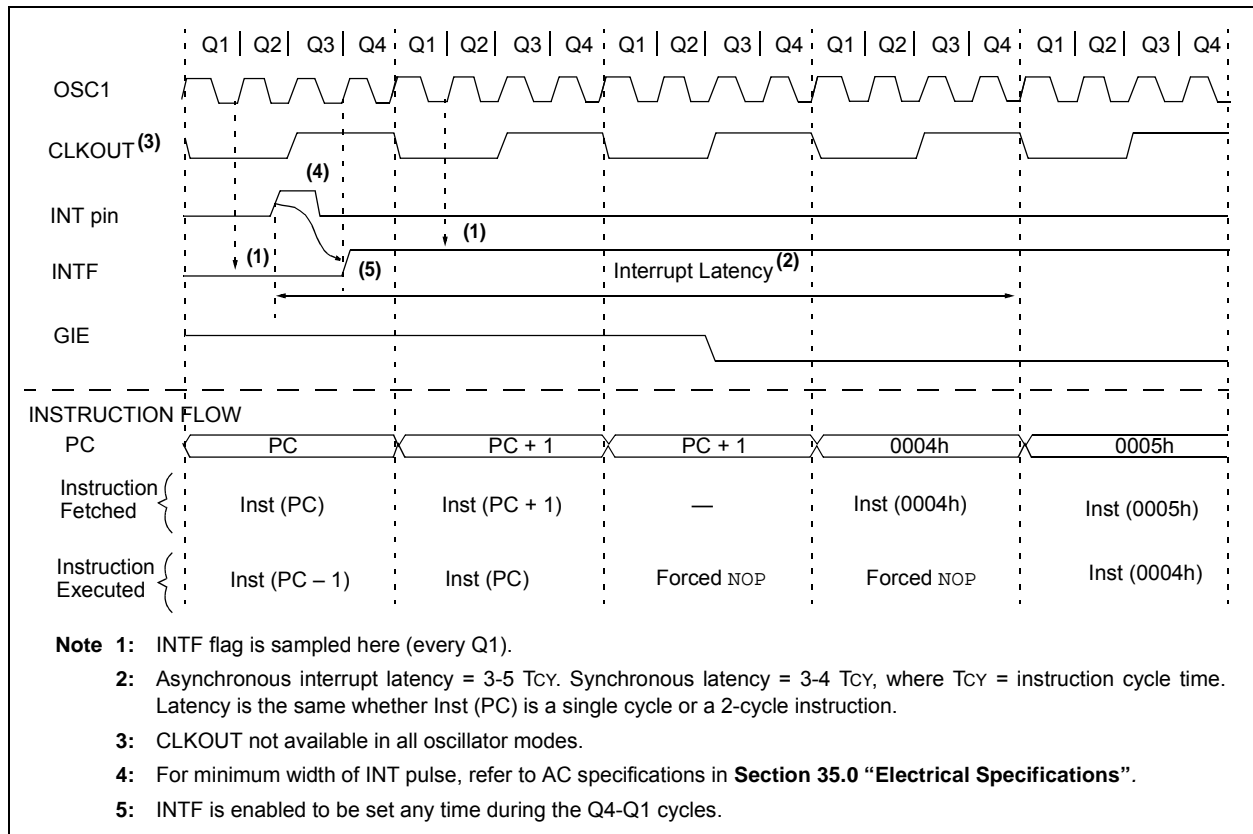 Q1 Q2 Q3 Q4 Q1 Q2 Q3 Q4 Q1 Q2 Q3 Q4 Q1 Q2 Q3 Q4 Q1 Q2 Q3 Q4
OSC1
CLKOUT (3)
(4)
INT pin
(1)
(1)
INTF
(5)
Interrupt Latency (2)
GIE
INSTRUCTION FLOW
PC PC PC + 1 PC + 1 0004h 0005h
Instruction
Fetched
Inst (PC) Inst (PC + 1) — Inst (0004h) Inst (0005h)
Instruction
Executed
Inst (PC – 1) Inst (PC) Forced NOP Forced NOP Inst (0004h)
Note 1: INTF flag is sampled here (every Q1).
2: Asynchronous interrupt latency = 3-5 TCY. Synchronous latency = 3-4 TCY, where TCY = instruction cycle time.
Latency is the same whether Inst (PC) is a single cycle or a 2-cycle instruction.
3: CLKOUT not available in all oscillator modes.
4: For minimum width of INT pulse, refer to AC specifications in Section 35.0 “Electrical Specifications”.
5: INTF is enabled to be set any time during the Q4-Q1 cycles.